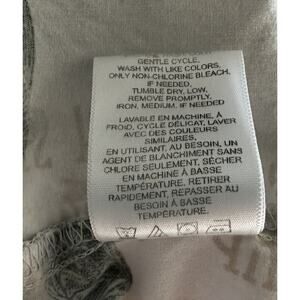 GENTLE CYCLE,
WASH WITH LIKE COLORS,
ONLY NON-CHLORINE BLEACH,
IF NEEDED,
TUMBLE DRY, LOW,
REMOVE PROMPTLY,
IRON, MEDIUM, IF NEEDED
LAVABLE EN MACHINE, À
FROID, CYCLE DÉLICAT, LAVER
AVEC DES COULEURS
SIMILAIRES,
EN UTILISANT, AU BESOIN, UN
AGENT DE BLANCHIMENT SANS
CHLORE SEULEMENT, SÉCHER
EN MACHINE À BASSE
TEMPÉRATURE, RETIRER
RAPIDEMENT, REPASSER AU
BESOIN À BASSE
TEMPÉRATURE.